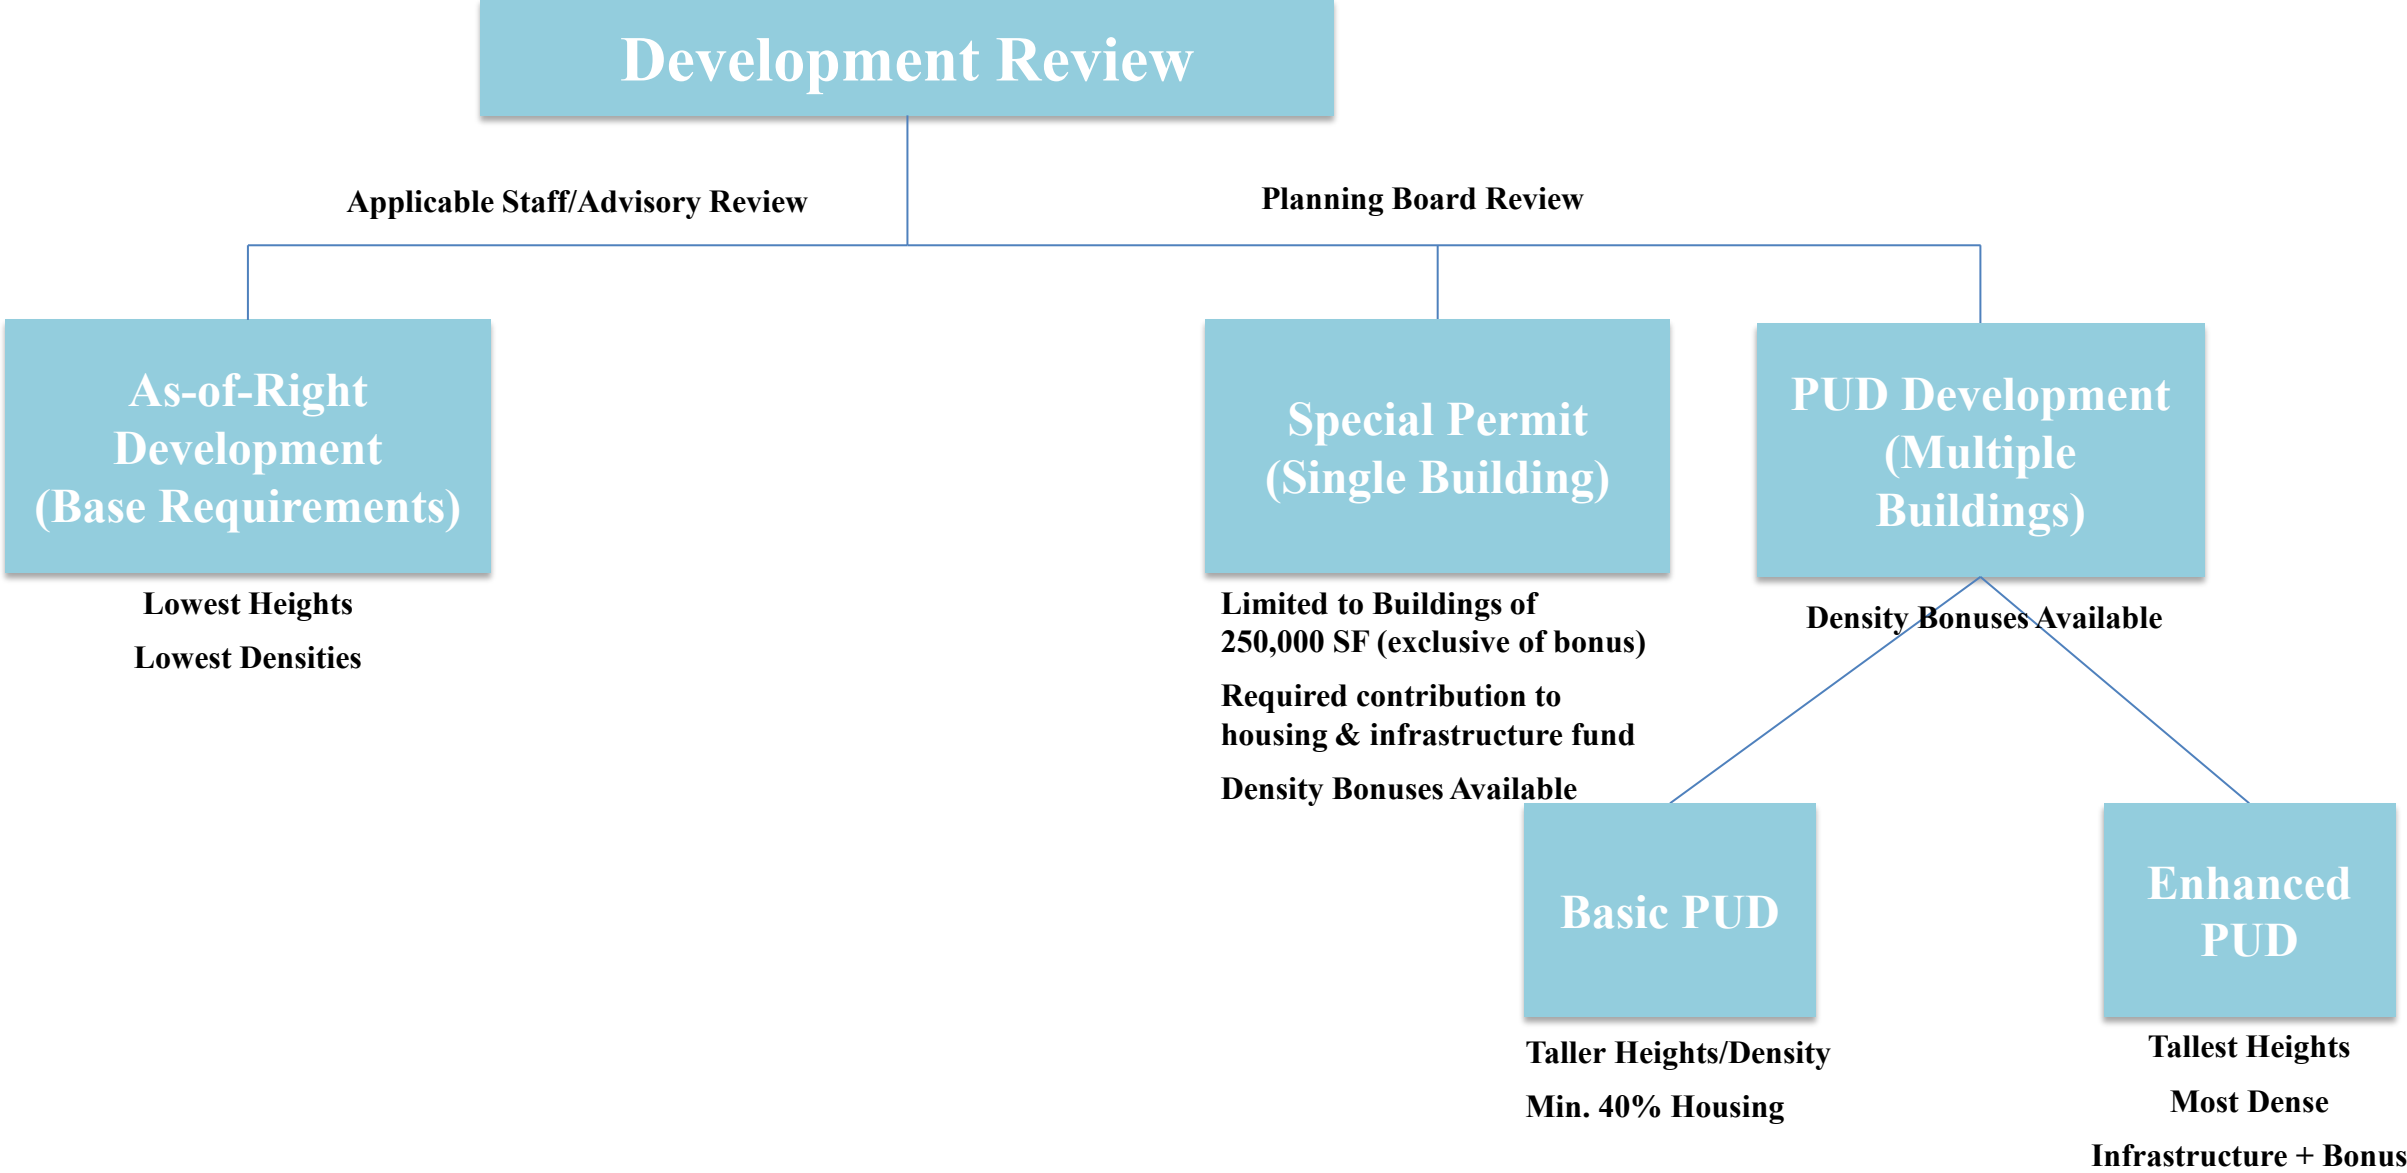 Development Review
Applicable Staff/Advisory Review
Planning Board Review
As-of-Right
Development
(Base Requirements)
Lowest Heights
Lowest Densities
Special Permit
(Single Building)
Limited to Buildings of
250,000 SF (exclusive of bonus)
Required contribution to
housing & infrastructure fund
Density Bonuses Available
PUD Development
(Multiple
Buildings)
Density Bonuses Available
Basic PUD
Taller Heights/Density
Min. 40% Housing
Enhanced
PUD
Tallest Heights
Most Dense
Infrastructure + Bonus